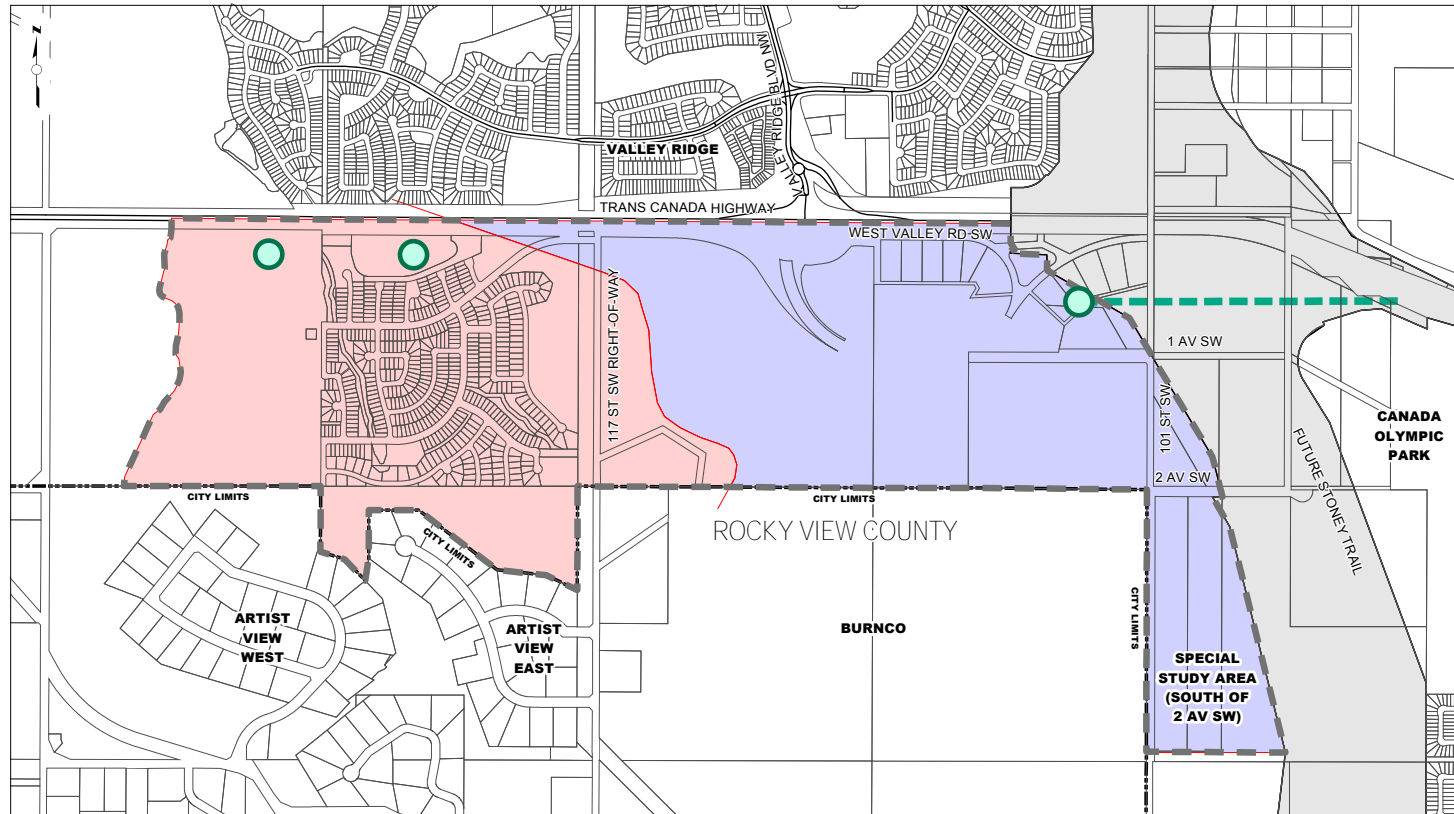 z
VALLEY RIDGE BLVD NW
VALLEY RIDGE
TRANS CANADA HIGHWAY
WEST VALLEY RD SW
117 ST SW RIGHT-OF-WAY
1 AV SW
101 ST SW
CANADA
OLYMPIC
PARK
FUTURE STONEY TRAIL
2 AV SW
CITY LIMITS
CITY LIMITS
CITY LIMITS
ROCKY VIEW COUNTY
CITY LIMITS
ARTIST
VIEW
WEST
ARTIST
VIEW
EAST
BURNCO
SPECIAL
STUDY AREA
(SOUTH OF
2 AV SW)